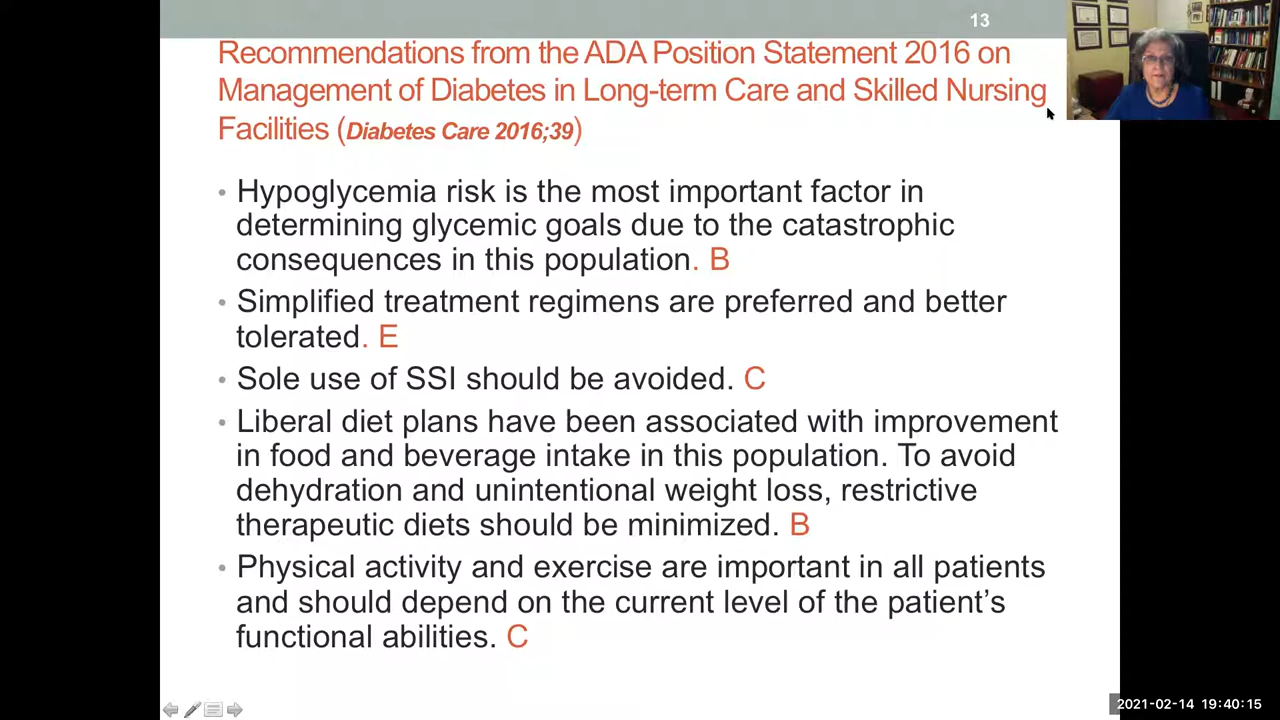 13
Recommendations from the ADA Position Statement 2016 on
Management of Diabetes in Long-term Care and Skilled Nursing
Facilities (Diabetes Care 2016;39)
• Hypoglycemia risk is the most important factor in
determining glycemic goals due to the catastrophic
consequences in this population. B
• Simplified treatment regimens are preferred and better
tolerated. E
• Sole use of SSI should be avoided. C
• Liberal diet plans have been associated with improvement
in food and beverage intake in this population. To avoid
dehydration and unintentional weight loss, restrictive
therapeutic diets should be minimized. B
• Physical activity and exercise are important in all patients
and should depend on the current level of the patient’s
functional abilities. C
2021-02-14 19:40:15